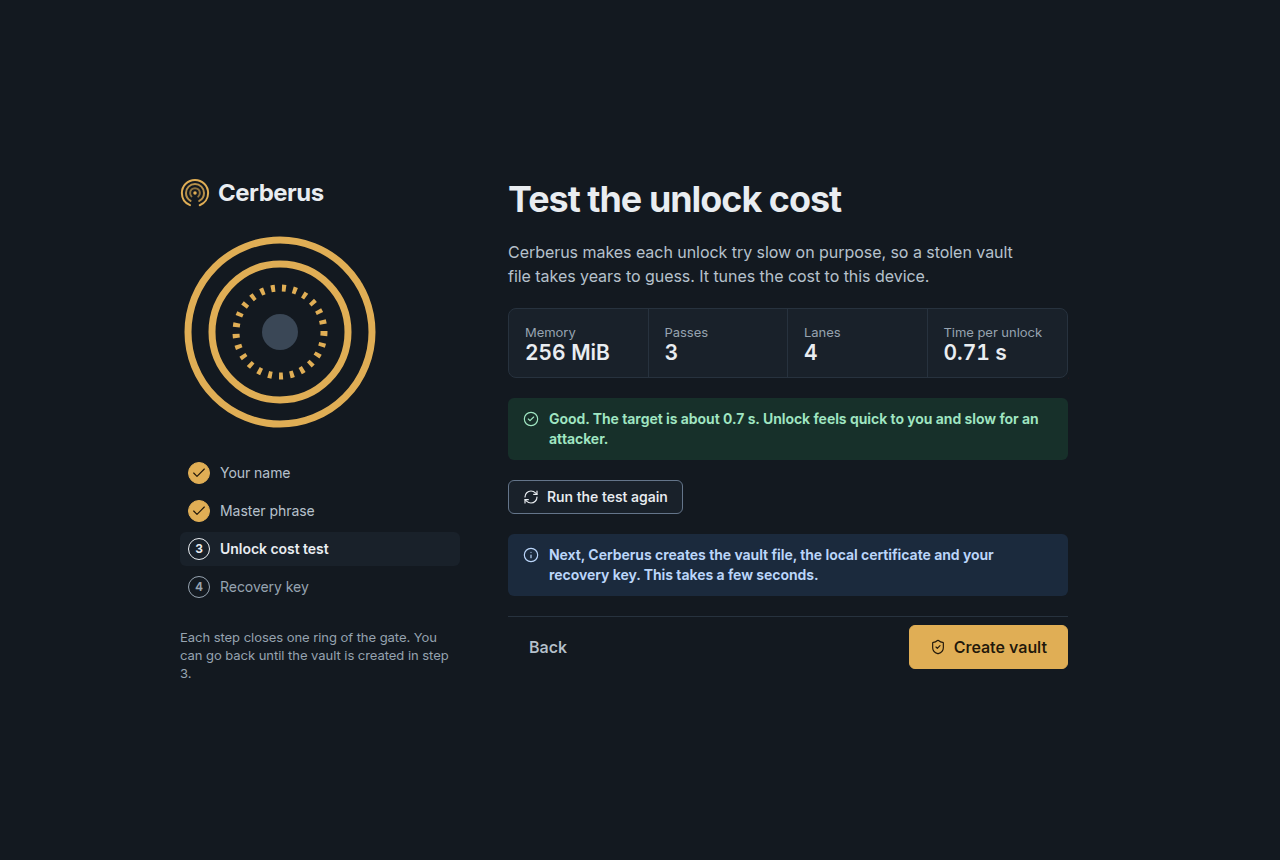 Cerberus
Your name
Master phrase
3 Unlock cost test
4 Recovery key
Each step closes one ring of the gate. You
can go back until the vault is created in step
3.
Test the unlock cost
Cerberus makes each unlock try slow on purpose, so a stolen vault
file takes years to guess. It tunes the cost to this device.
Memory
256 MiB
Passes
3
Lanes
4
Time per unlock
0.71 s
Good. The target is about 0.7 s. Unlock feels quick to you and slow for an
attacker.
Run the test again
Next, Cerberus creates the vault file, the local certificate and your
recovery key. This takes a few seconds.
Back
Create vault